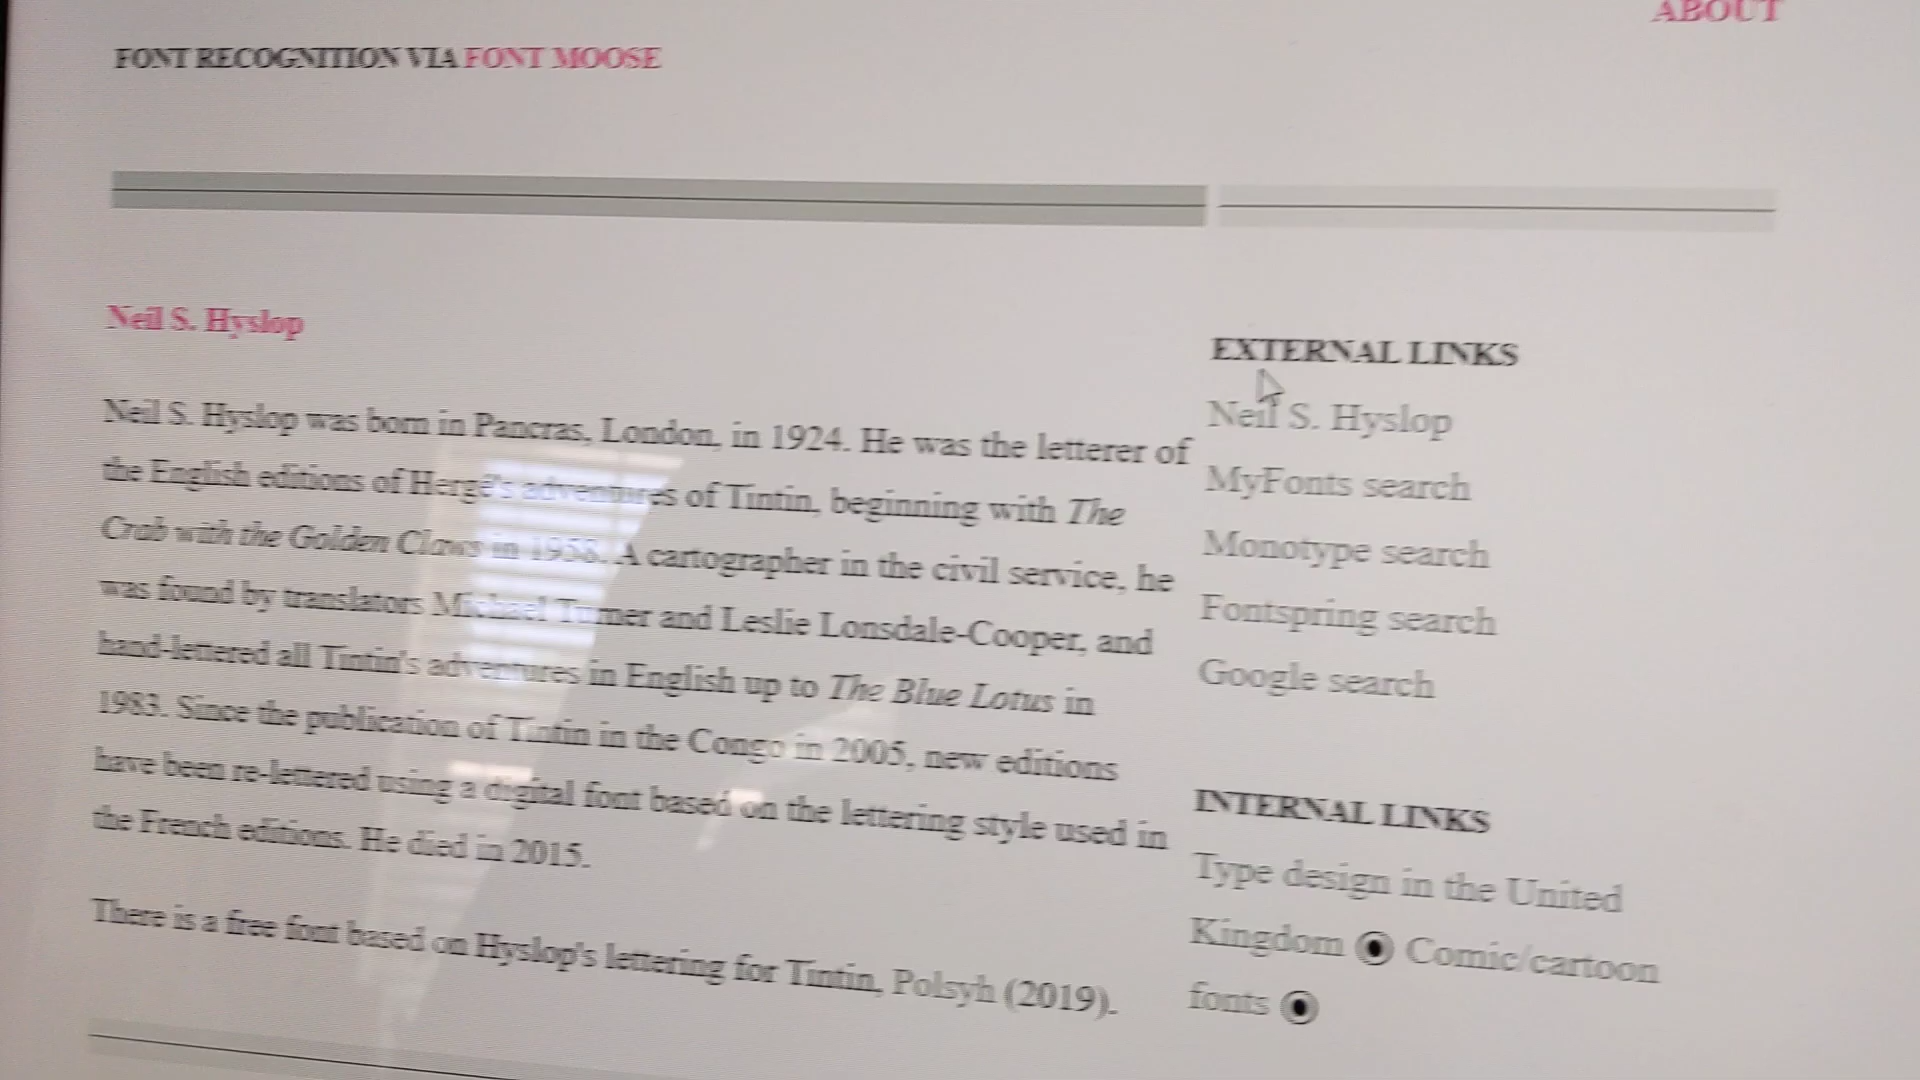 ABOUT
FONT RECOGNITION VIA FONT MOOSE
Neil S. Hyslop
Neil S. Hyslop was born in Pancras, London, in 1924. He was the letterer of
the English editions of Hergé's adventures of Tintin, beginning with The
Crab with the Golden Claws in 1958. A cartographer in the civil service, he
was found by translators Michael Turner and Leslie Lonsdale-Cooper, and
hand-lettered all Tintin's adventures in English up to The Blue Lotus in
1983. Since the publication of Tintin in the Congo in 2005, new editions
have been re-lettered using a digital font based on the lettering style used in
the French editions. He died in 2015.
There is a free font based on Hyslop's lettering for Tintin, Polsyh (2019).
EXTERNAL LINKS
Neil S. Hyslop
MyFonts search
Monotype search
Fontspring search
Google search
INTERNAL LINKS
Type design in the United
Kingdom Comic/cartoon
fonts